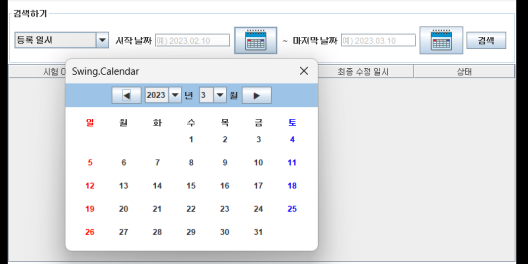 검색하기
등록 일시 시작 날짜 예) 2023.02.10 ~ 마지막 날짜 예) 2023.03.10 검색
시험 최종 수정 일시 상태
Swing.Calendar
2023 년 3 월
일 월 화 수 목 금 토
1 2 3 4
5 6 7 8 9 10 11
12 13 14 15 16 17 18
19 20 21 22 23 24 25
26 27 28 29 30 31